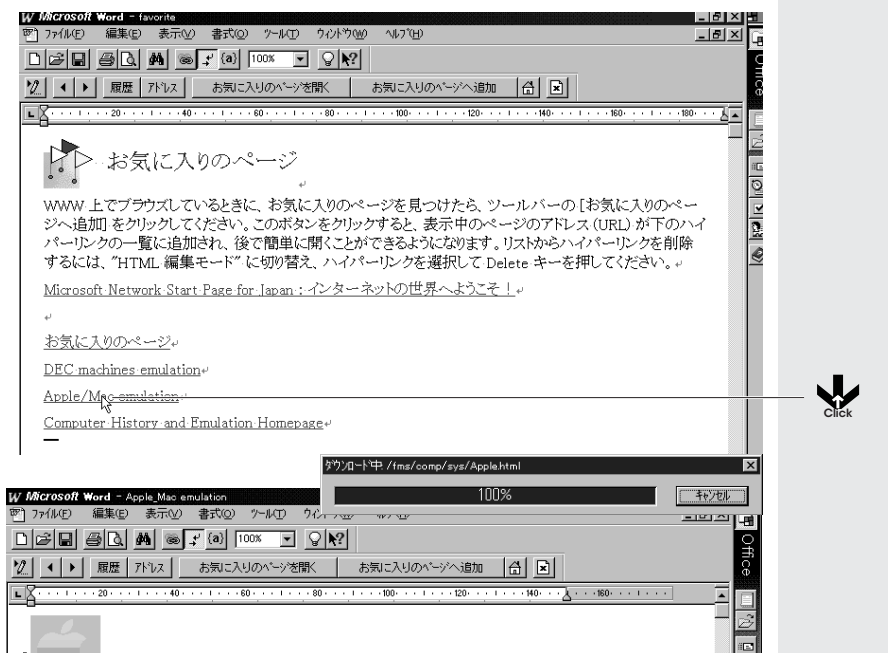 Microsoft Word - favorite
ファイル(F) 編集(E) 表示(V) 書式(O) ツール(T) ウィンドウ(W) ヘルプ(H)
{a} 100%
履歴 アドレス お気に入りのページを開く お気に入りのページへ追加
Office
20 40 60 80 100 120 140 160 180
お気に入りのページ
WWW 上でブラウズしているときに、お気に入りのページを見つけたら、ツールバーの [お気に入りのペー
ジへ追加] をクリックしてください。このボタンをクリックすると、表示中のページのアドレス (URL) が下のハイ
パーリンクの一覧に追加され、後で簡単に開くことができるようになります。リストからハイパーリンクを削除
するには、"HTML 編集モード" に切り替え、ハイパーリンクを選択して Delete キーを押してください。
Microsoft Network Start Page for Japan : インターネットの世界へようこそ！
お気に入りのページ
DEC machines emulation
Apple/Mac emulation
Click
Computer History and Emulation Homepage
ダウンロード中: /fms/comp/sys/Apple.html
100% キャンセル
Microsoft Word - Apple_Mac emulation
ファイル(F) 編集(E) 表示(V) 書式(O) ツール(T)
{a} 100%
履歴 アドレス お気に入りのページを開く お気に入りのページへ追加
Office
20 40 60 80 100 120 140 160